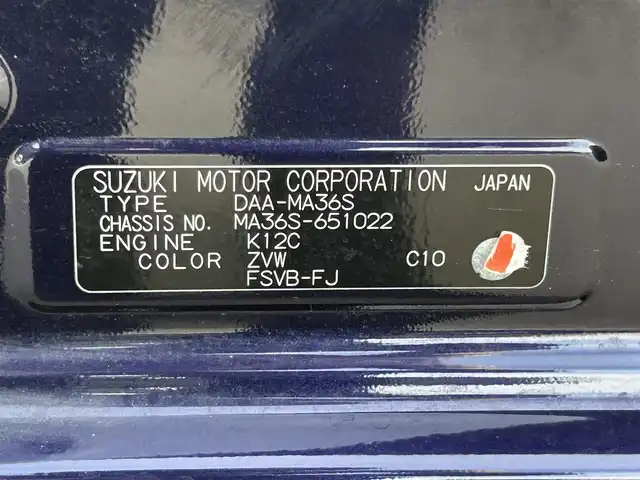 SUZUKI MOTOR CORPORATION JAPAN
TYPE DAA-MA36S
CHASSIS NO. MA36S-651022
ENGINE K12C
COLOR ZVW C10
FSVB-FJ